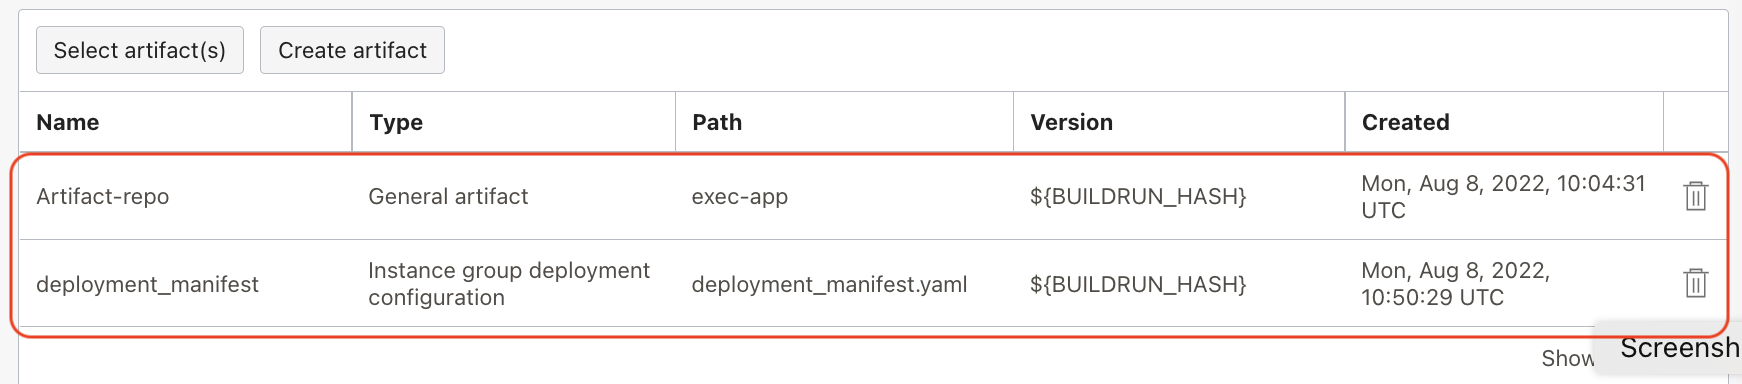 Select artifact(s) Create artifact
Name Type Path Version Created
Artifact-repo General artifact exec-app ${BUILDRUN_HASH} Mon, Aug 8, 2022, 10:04:31
UTC
deployment_manifest Instance group deployment
configuration deployment_manifest.yaml ${BUILDRUN_HASH} Mon, Aug 8, 2022,
10:50:29 UTC
Show
Screensh